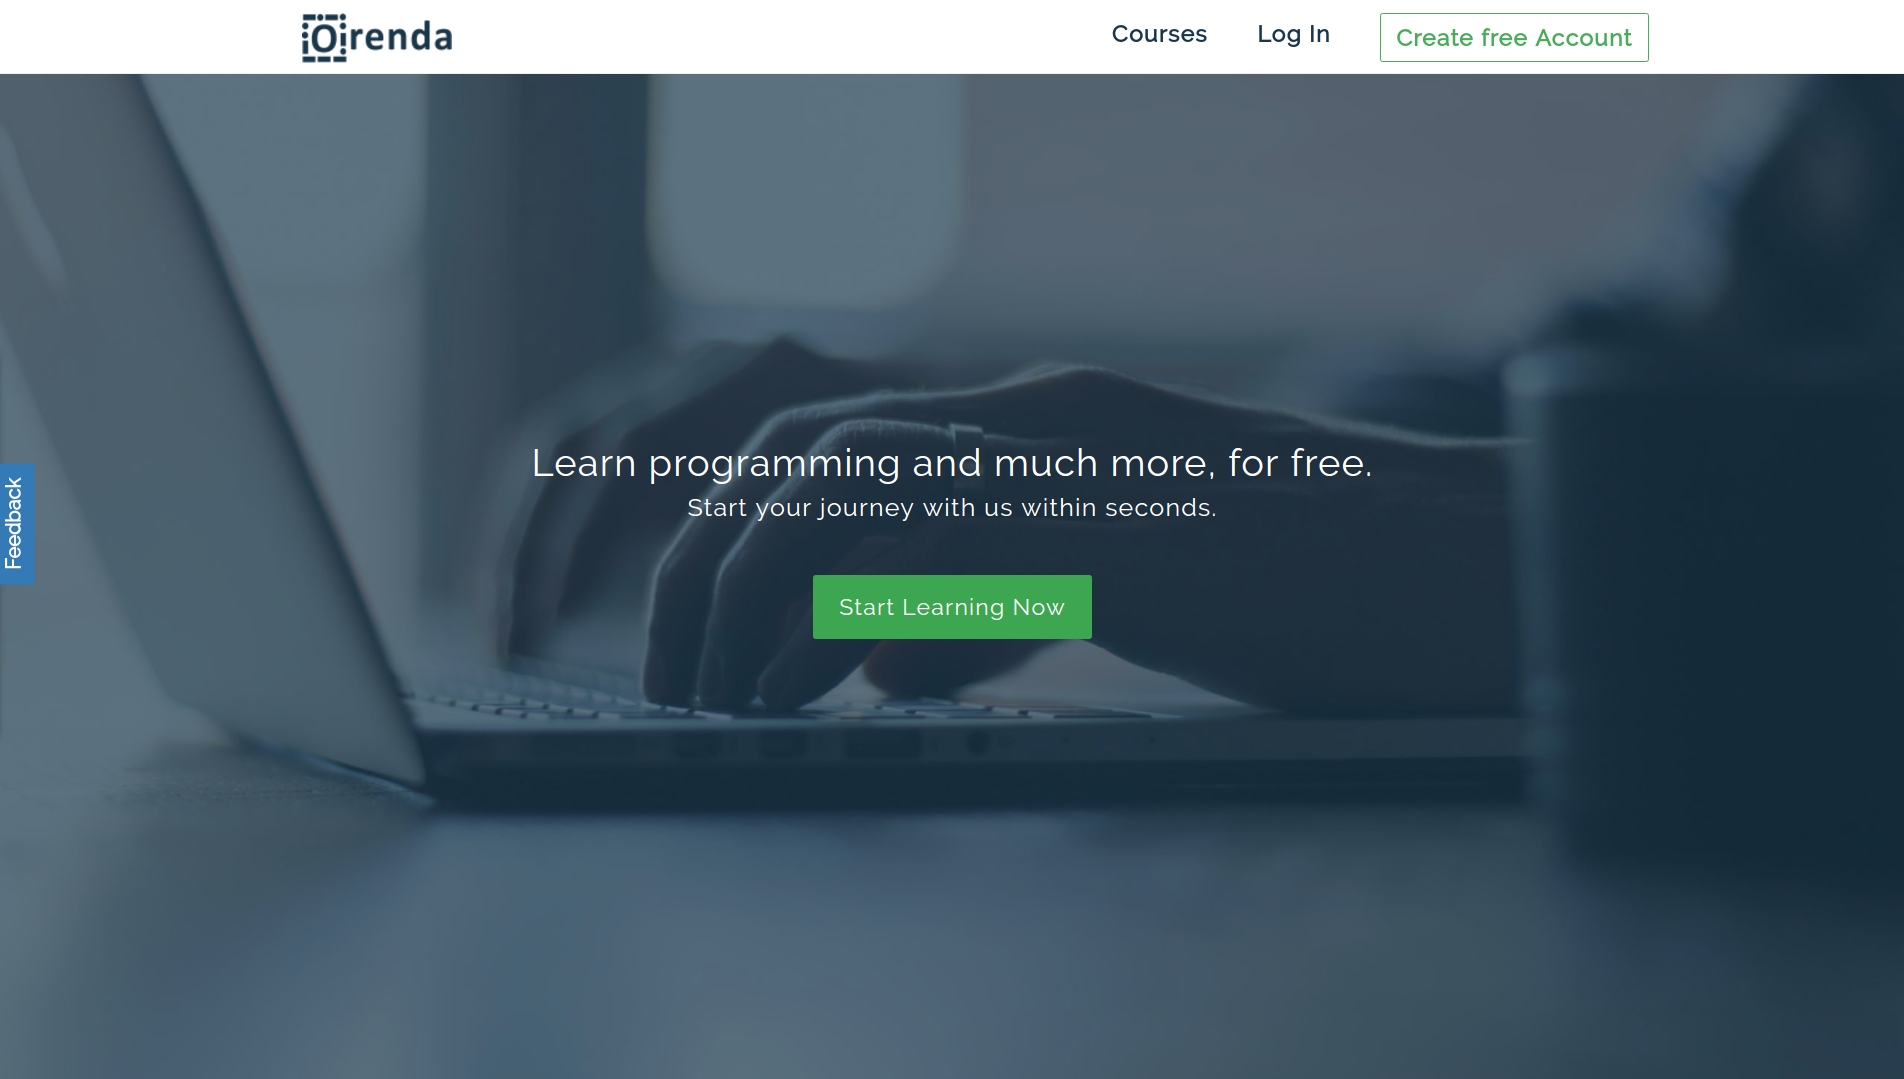 Orenda
Courses
Log In
Create free Account
Learn programming and much more, for free.
Start your journey with us within seconds.
Start Learning Now
Feedback